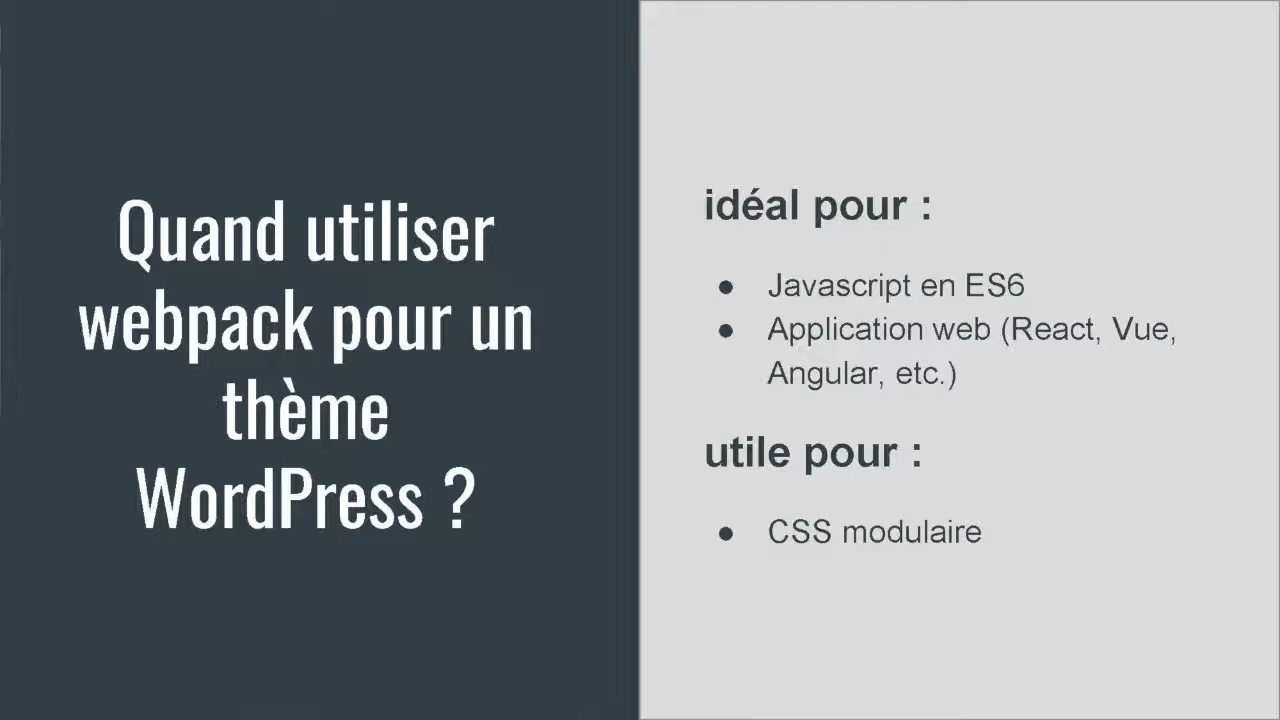 Quand utiliser
webpack pour un
thème
WordPress ?
idéal pour :
● Javascript en ES6
● Application web (React, Vue,
Angular, etc.)
utile pour :
● CSS modulaire